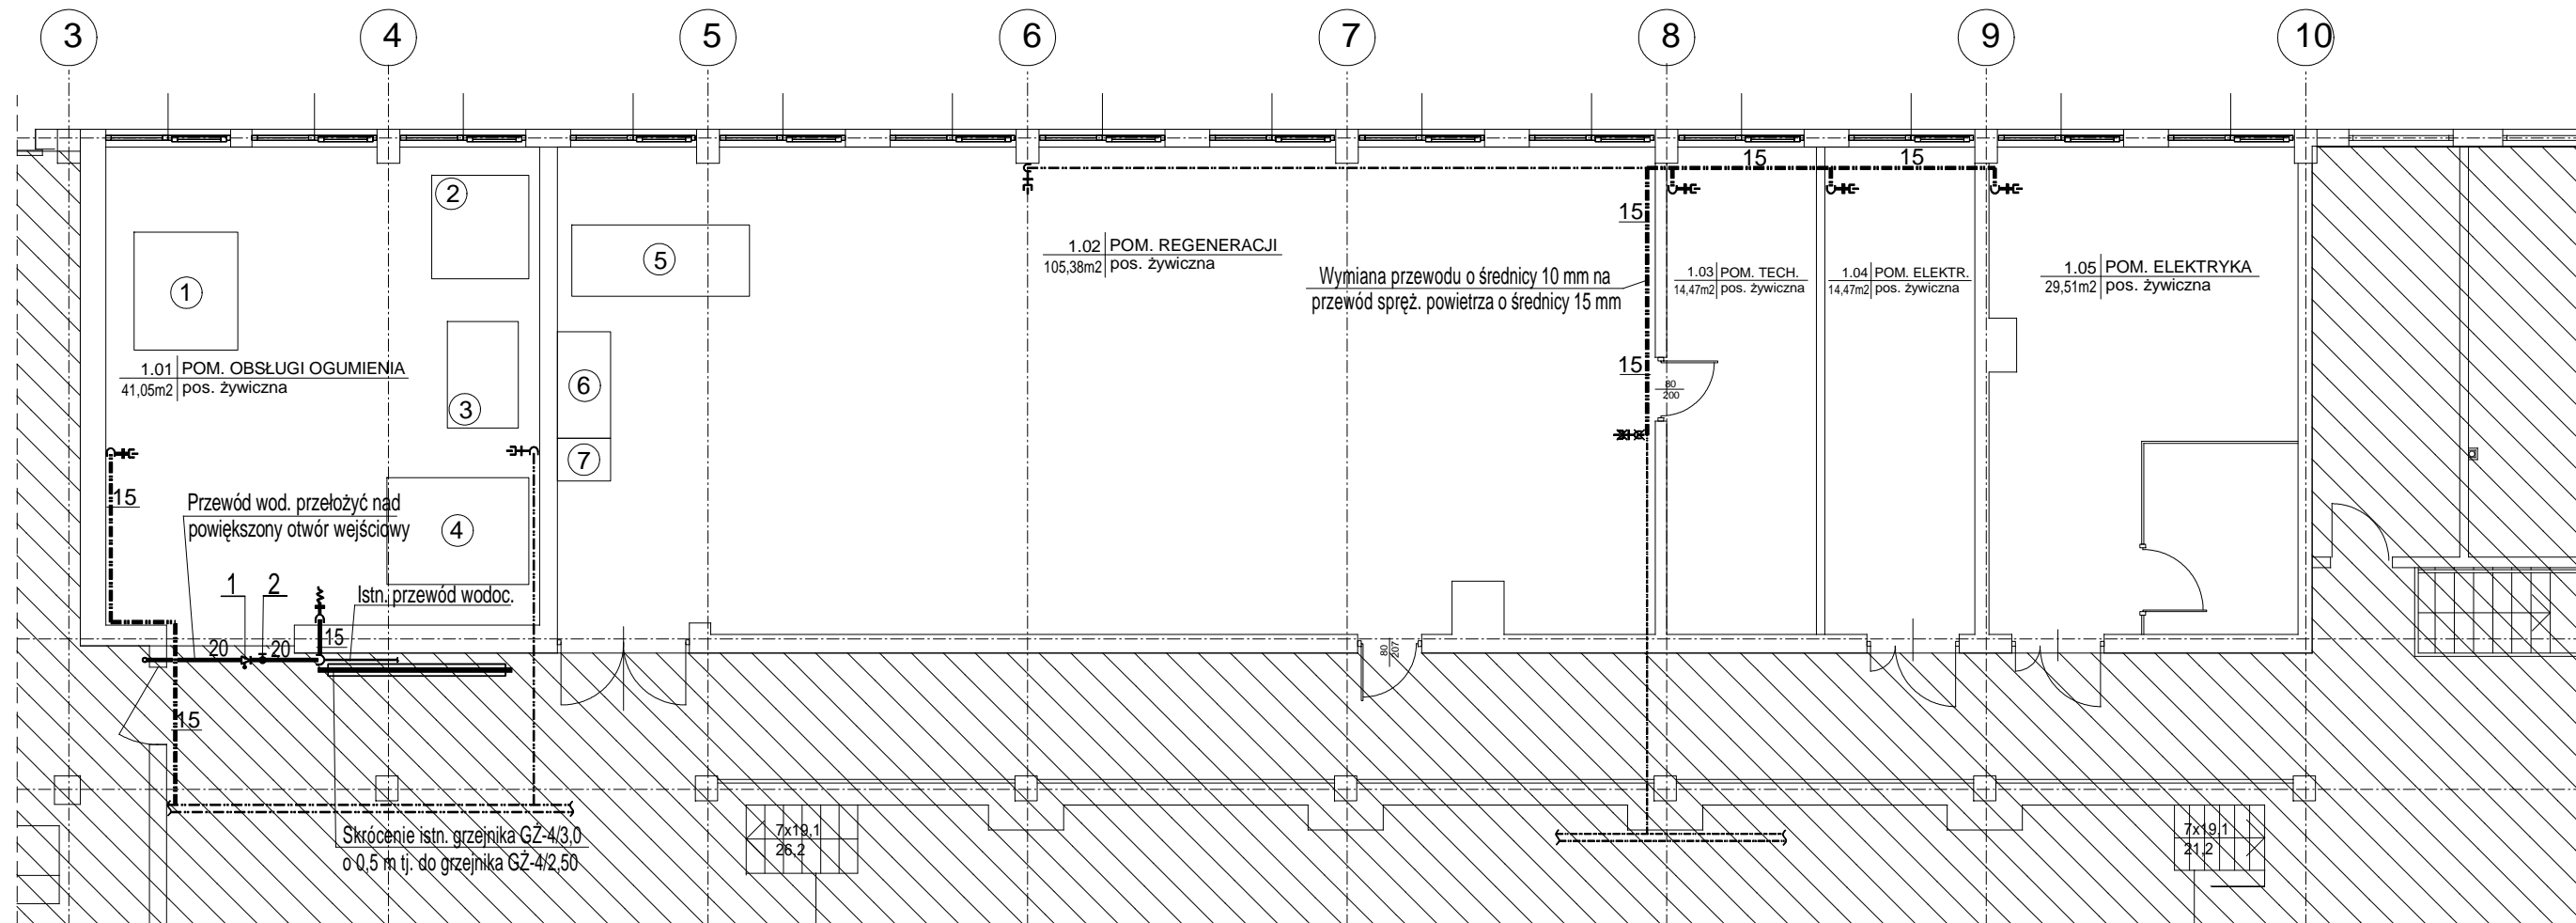 3 4 5 6 7 8 9 10
15 15
2
15
1.02 POM. REGENERACJI
105,38m2 pos. żywiczna
5
1
Wymiana przewodu o średnicy 10 mm na
przewód spręż. powietrza o średnicy 15 mm
1.03 POM. TECH.
14,47m2 pos. żywiczna
1.04 POM. ELEKTR.
14,47m2 pos. żywiczna
1.05 POM. ELEKTRYKA
29,51m2 pos. żywiczna
1.01 POM. OBSŁUGI OGUMIENIA
41,05m2 pos. żywiczna
15
80
200
6
3
7
15
Przewód wod. przełożyć nad
powiększony otwór wejściowy
4
1 2
Istn. przewód wodoc.
20 20 15
80
207
15
Skrócenie istn. grzejnika GŻ-4/3,0
o 0,5 m tj. do grzejnika GŻ-4/2,50
7x19,1
26,2
7x19,1
21,2